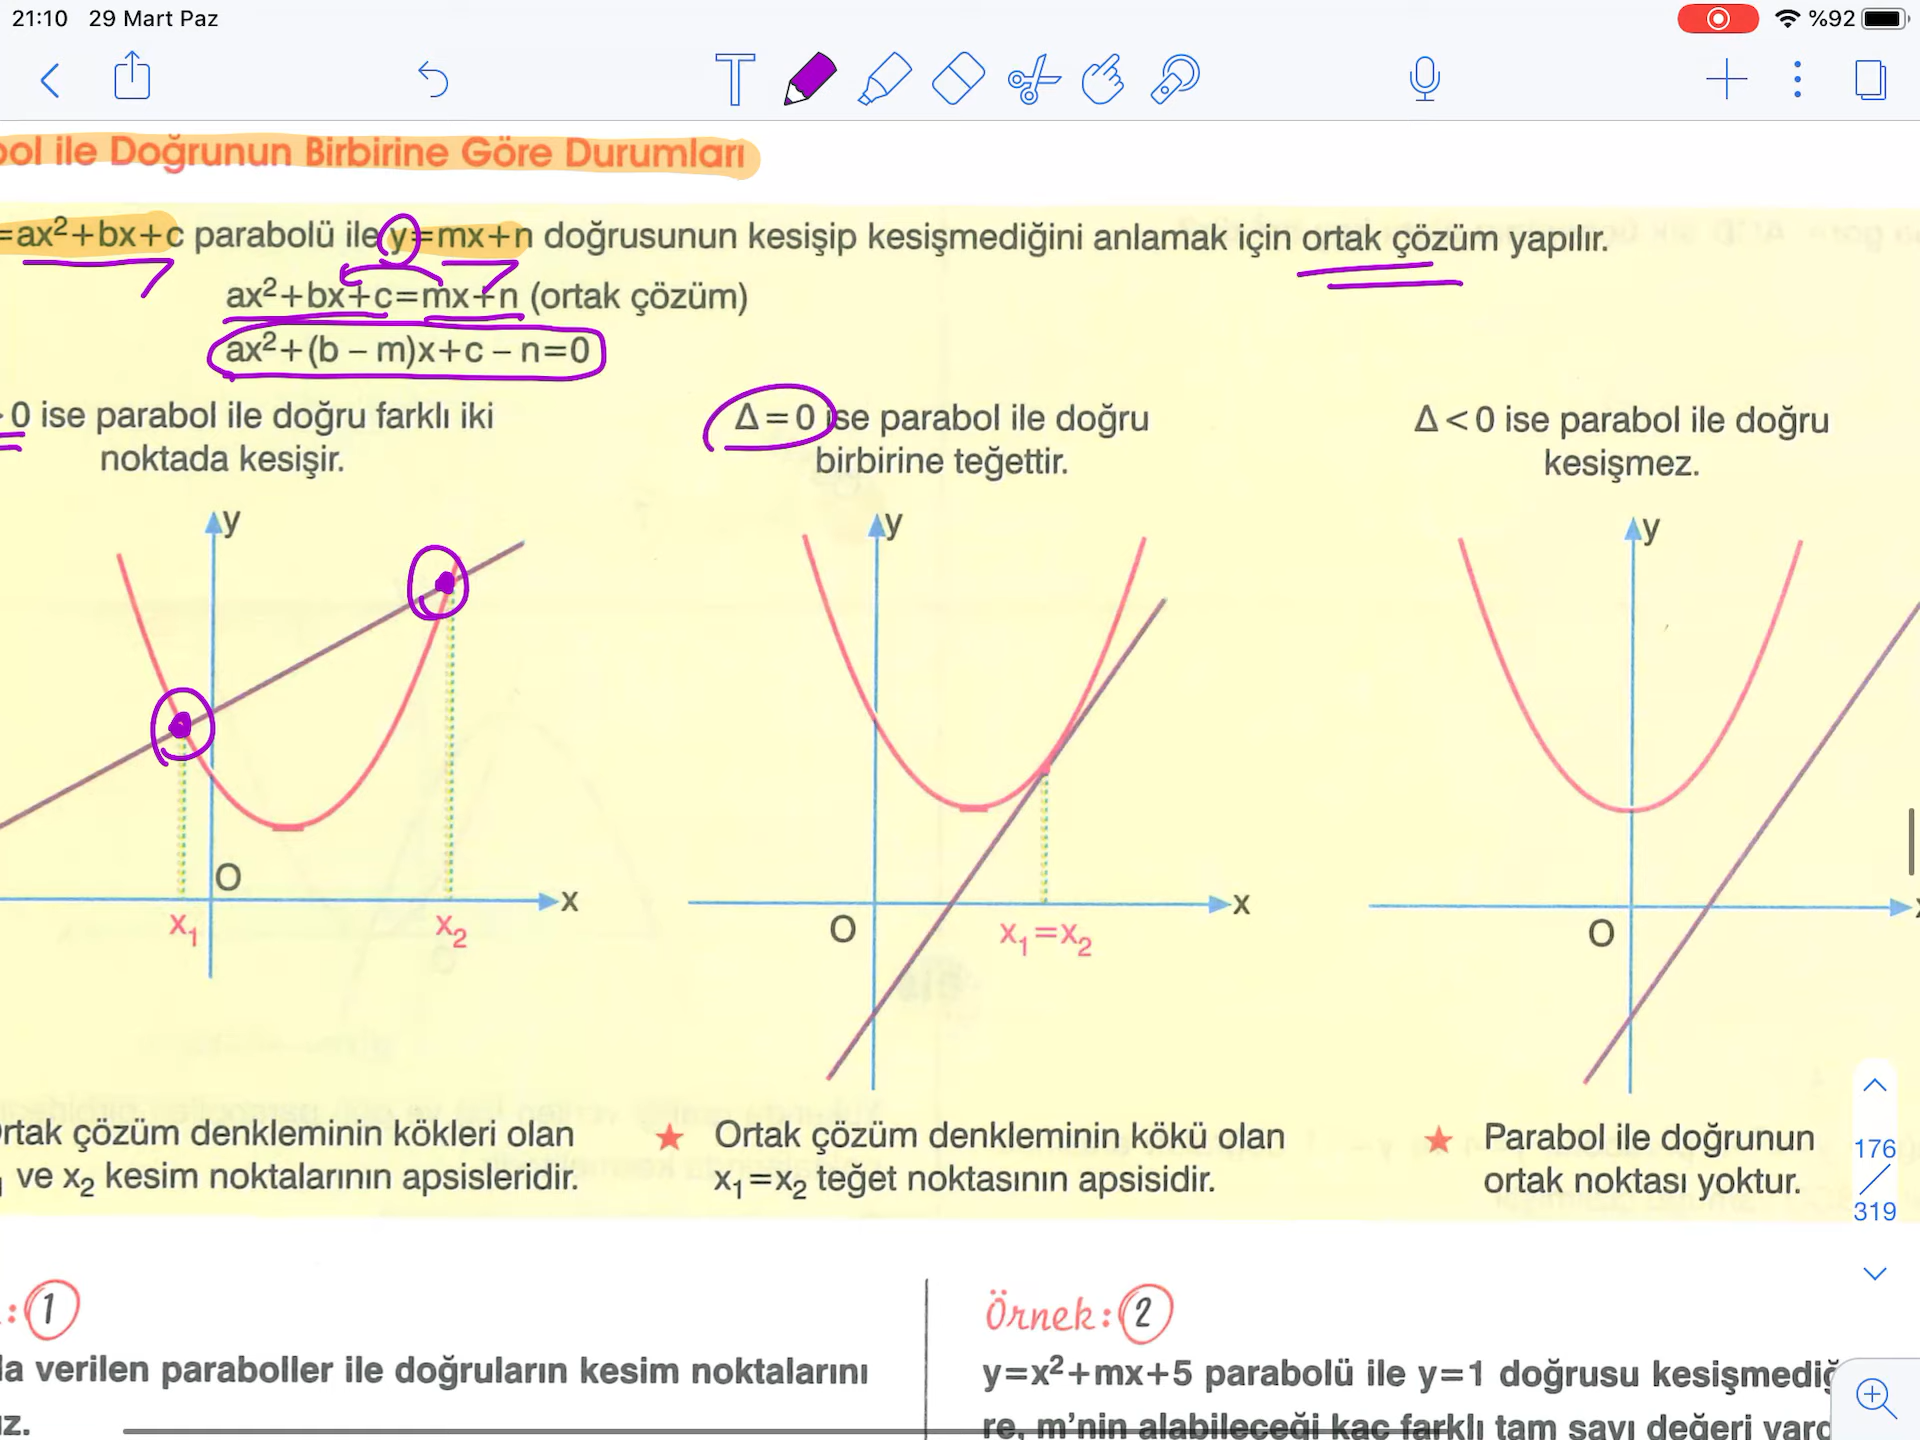 21:10 29 Mart Paz %92
ol ile Doğrunun Birbirine Göre Durumları
=ax²+bx+c parabolü ile y=mx+n doğrusunun kesişip kesişmediğini anlamak için ortak çözüm yapılır.
ax²+bx+c=mx+n (ortak çözüm)
ax²+(b – m)x+c – n=0
0 ise parabol ile doğru farklı iki
noktada kesişir.
Δ=0 ise parabol ile doğru
birbirine teğettir.
Δ<0 ise parabol ile doğru
kesişmez.
y
O
x
x₁
x₂
y
O
x
x₁=x₂
y
O
rtak çözüm denkleminin kökleri olan
ve x₂ kesim noktalarının apsisleridir.
★ Ortak çözüm denkleminin kökü olan
x₁=x₂ teğet noktasının apsisidir.
★ Parabol ile doğrunun
ortak noktası yoktur.
176
319
: 1
a verilen paraboller ile doğruların kesim noktalarını
ız.
Örnek: 2
y=x²+mx+5 parabolü ile y=1 doğrusu kesişmediğ
re, m'nin alabileceği kaç farklı tam sayı değeri vard